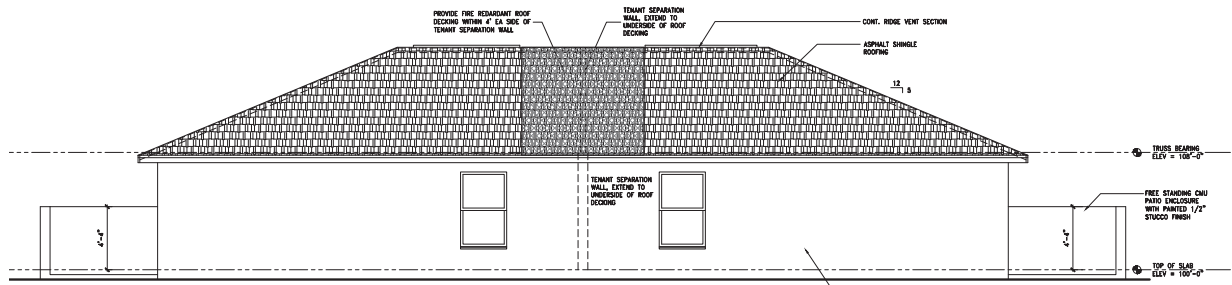 PROVIDE FIRE REDARDANT ROOF
DECKING WITHIN 4' EA SIDE OF
TENANT SEPARATION WALL
TENANT SEPARATION
WALL, EXTEND TO
UNDERSIDE OF ROOF
DECKING
CONT. RIDGE VENT SECTION
ASPHALT SHINGLE
ROOFING
12
5
TRUSS BEARING
ELEV = 108'-0"
TENANT SEPARATION
WALL, EXTEND TO
UNDERSIDE OF ROOF
DECKING
FREE STANDING CMU
PATIO ENCLOSURE
WITH PAINTED 1/2"
STUCCO FINISH
4'-4"
4'-4"
TOP OF SLAB
ELEV = 100'-0"